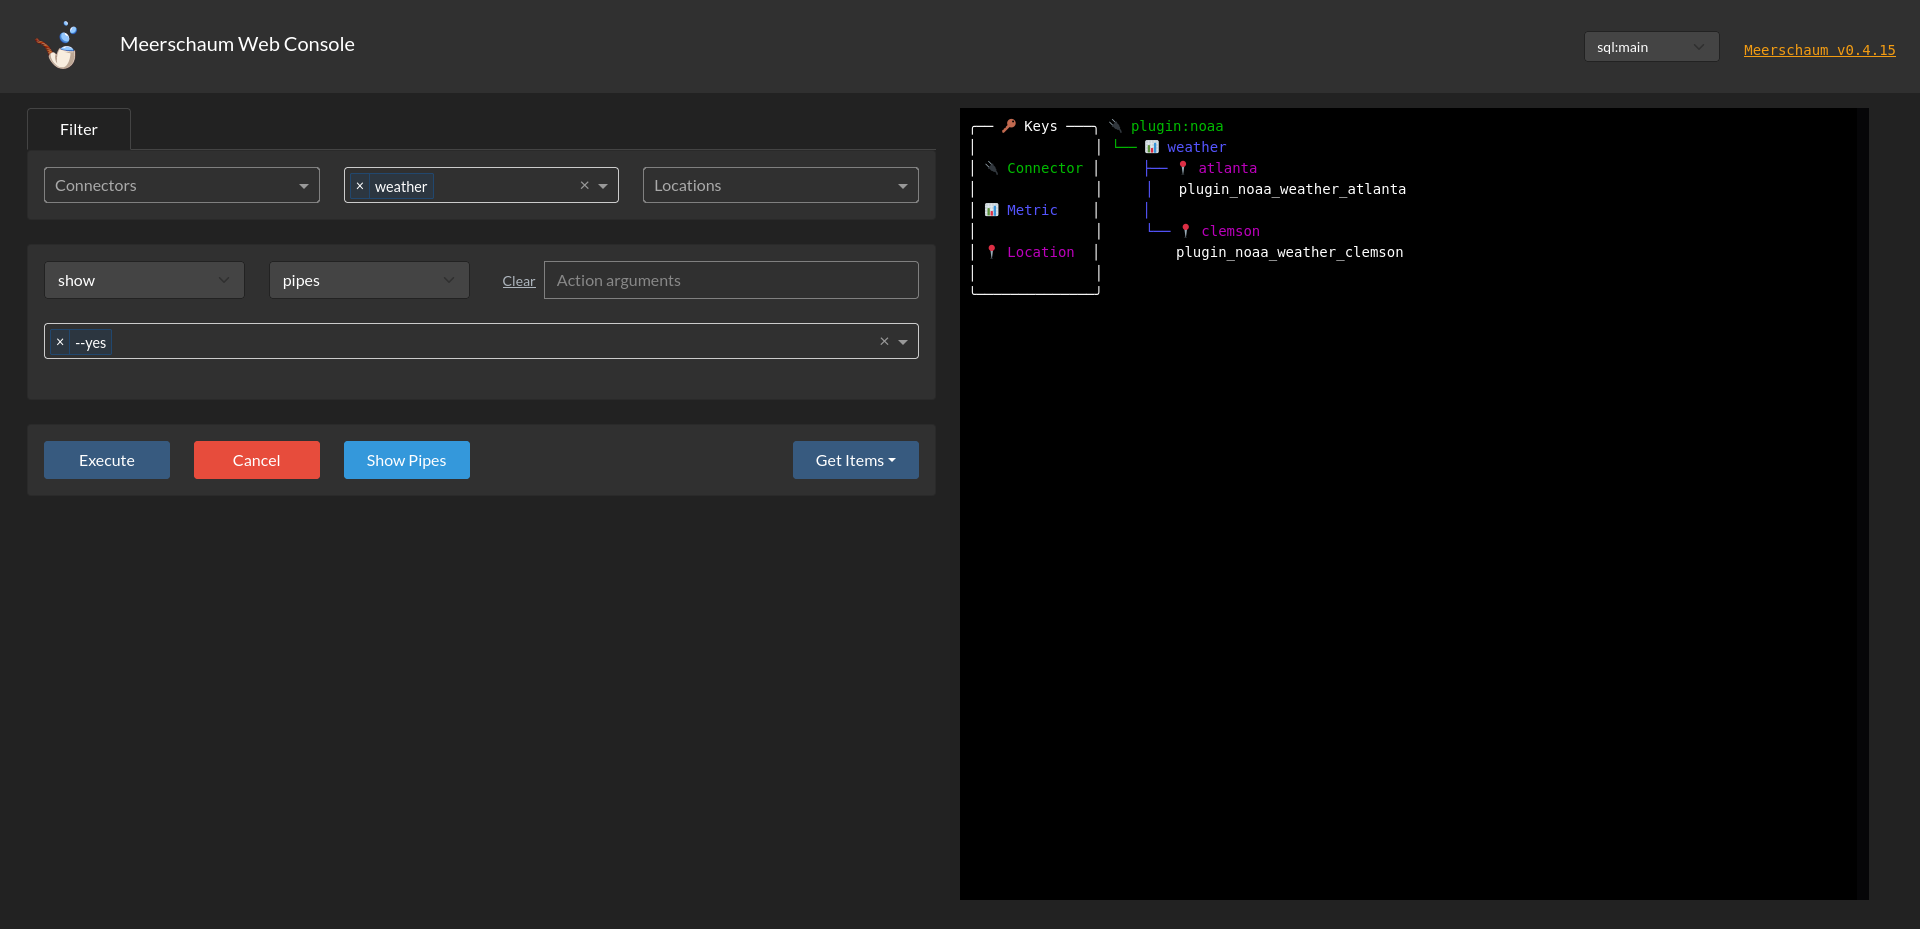 Meerschaum Web Console
sql:main
Meerschaum v0.4.15
Filter
Connectors
× weather ×
Locations
show
pipes
Clear
Action arguments
× --yes ×
Execute
Cancel
Show Pipes
Get Items
Keys
Connector
Metric
Location
plugin:noaa
weather
atlanta
plugin_noaa_weather_atlanta
clemson
plugin_noaa_weather_clemson